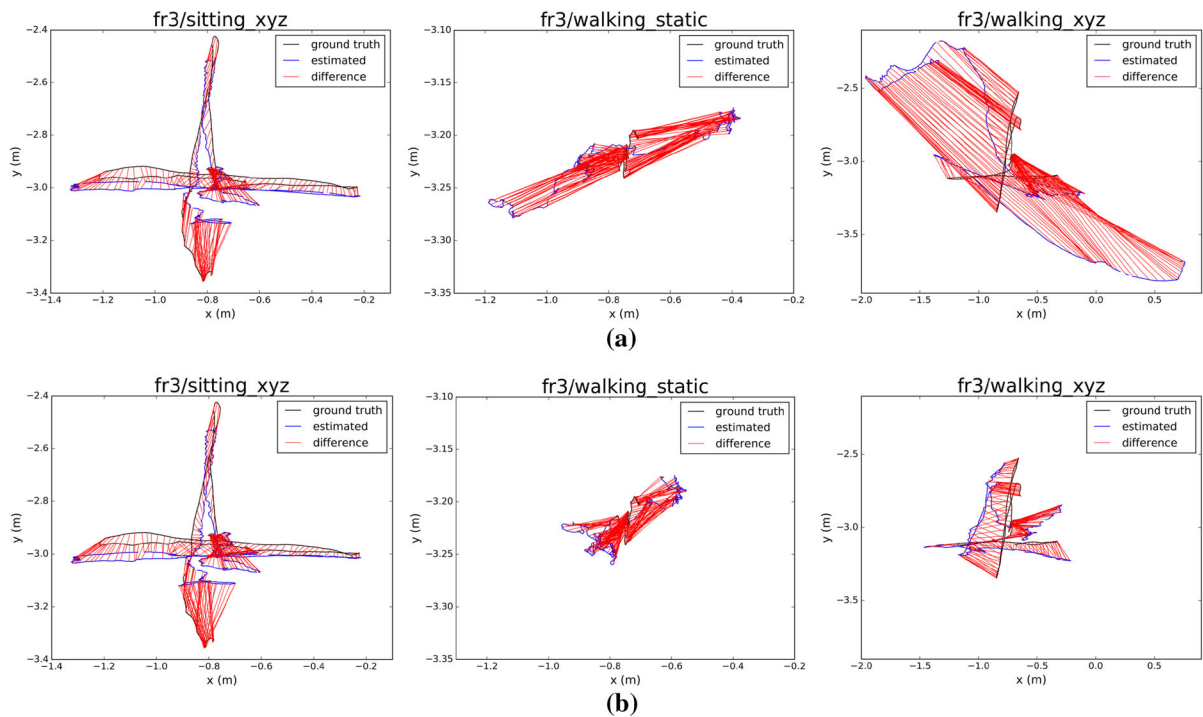 fr3/sitting_xyz
ground truth
estimated
difference
y (m)
−2.4
−2.6
−2.8
−3.0
−3.2
−3.4
−1.4 −1.2 −1.0 −0.8 −0.6 −0.4 −0.2
x (m)
fr3/walking_static
ground truth
estimated
difference
y (m)
−3.10
−3.15
−3.20
−3.25
−3.30
−3.35
−1.2 −1.0 −0.8 −0.6 −0.4 −0.2
x (m)
fr3/walking_xyz
ground truth
estimated
difference
y (m)
−2.5
−3.0
−3.5
−2.0 −1.5 −1.0 −0.5 0.0 0.5
x (m)
(a)
fr3/sitting_xyz
ground truth
estimated
difference
y (m)
−2.4
−2.6
−2.8
−3.0
−3.2
−3.4
−1.4 −1.2 −1.0 −0.8 −0.6 −0.4 −0.2
x (m)
fr3/walking_static
ground truth
estimated
difference
y (m)
−3.10
−3.15
−3.20
−3.25
−3.30
−3.35
−1.2 −1.0 −0.8 −0.6 −0.4 −0.2
x (m)
fr3/walking_xyz
ground truth
estimated
difference
y (m)
−2.5
−3.0
−3.5
−2.0 −1.5 −1.0 −0.5 0.0 0.5
x (m)
(b)